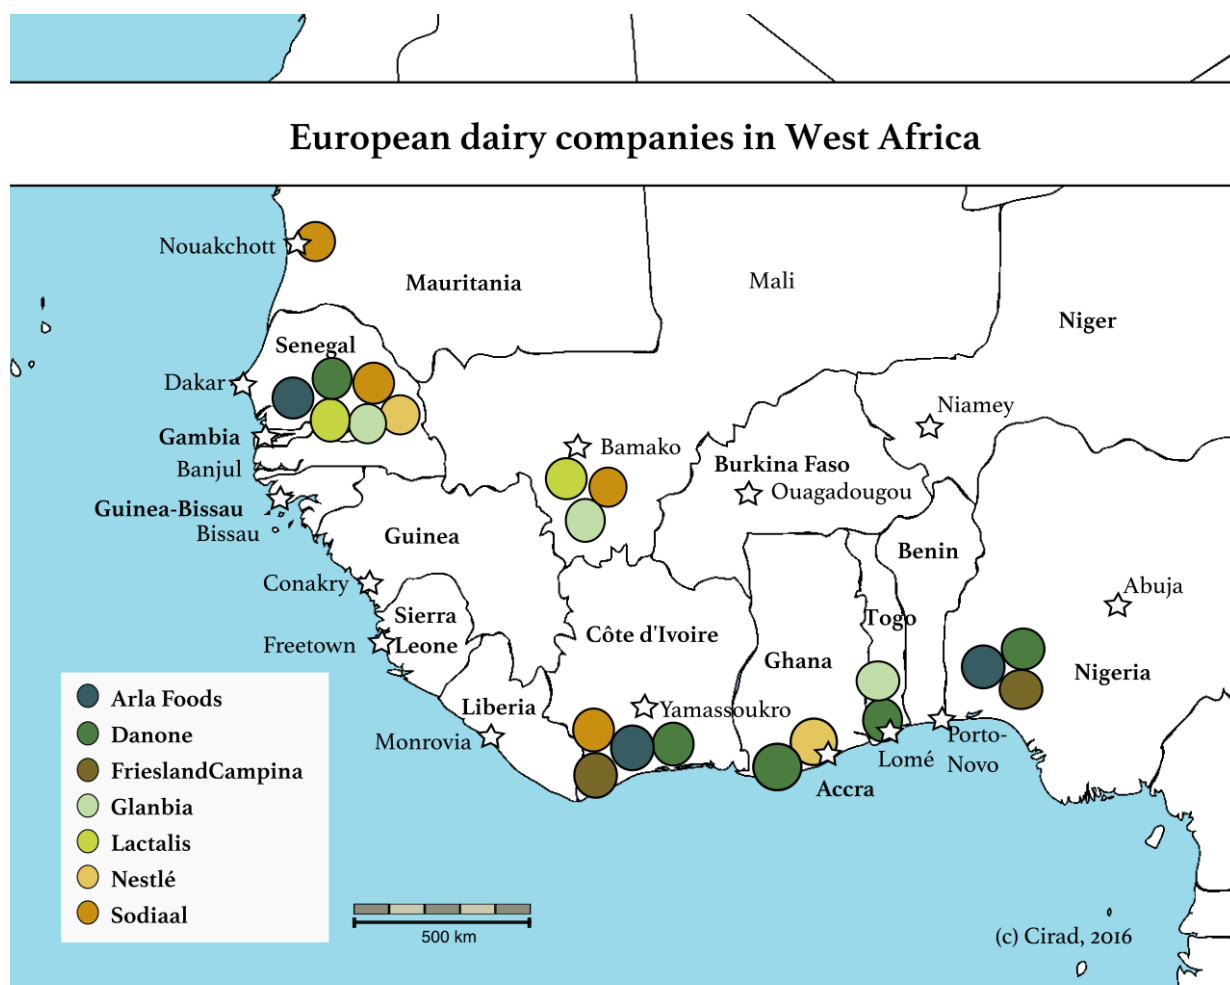 European dairy companies in West Africa
Nouakchott
Mauritania
Mali
Niger
Senegal
Dakar
Niamey
Gambia
Bamako
Burkina Faso
Banjul
Ouagadougou
Guinea-Bissau
Bissau
Guinea
Benin
Conakry
Abuja
Sierra
Leone
Togo
Côte d'Ivoire
Freetown
Ghana
Nigeria
Liberia
Yamassoukro
Monrovia
Porto-
Novo
Lomé
Accra
Arla Foods
Danone
FrieslandCampina
Glanbia
Lactalis
Nestlé
Sodiaal
500 km
(c) Cirad, 2016